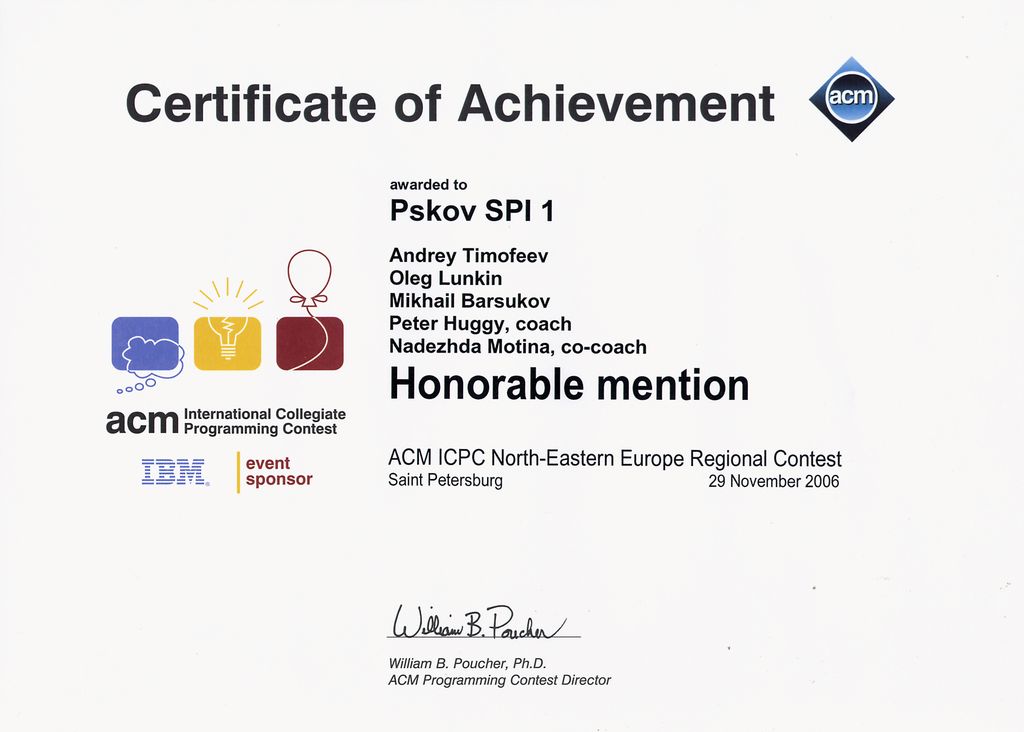 Certificate of Achievement
acm
awarded to
Pskov SPI 1
Andrey Timofeev
Oleg Lunkin
Mikhail Barsukov
Peter Huggy, coach
Nadezhda Motina, co-coach
Honorable mention
acm International Collegiate
Programming Contest
IBM®
event
sponsor
ACM ICPC North-Eastern Europe Regional Contest
Saint Petersburg 29 November 2006
William B. Poucher
William B. Poucher, Ph.D.
ACM Programming Contest Director